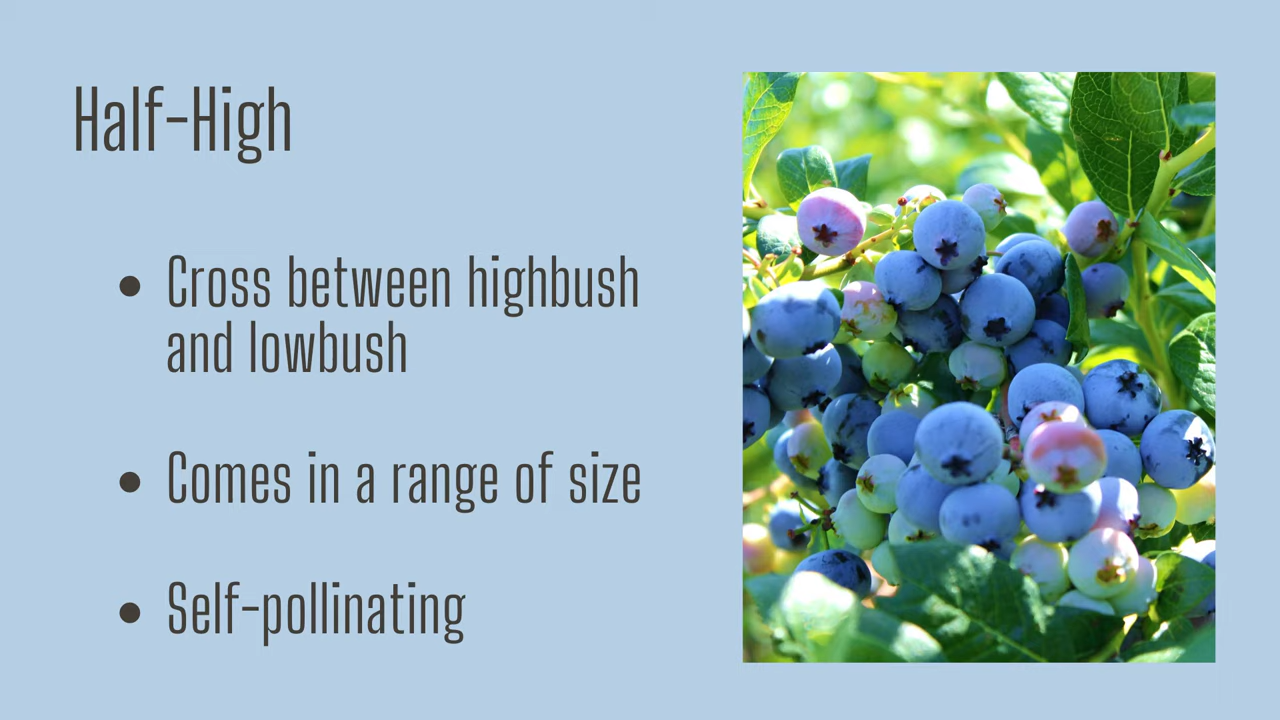 Half-High
• Cross between highbush
and lowbush
• Comes in a range of size
• Self-pollinating